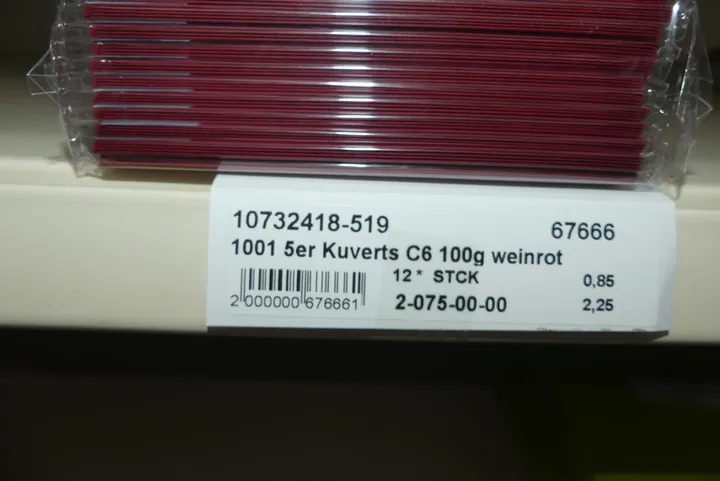 10732418-519 67666
1001 5er Kuverts C6 100g weinrot
12 * STCK 0,85
2 000000 676661 2-075-00-00 2,25